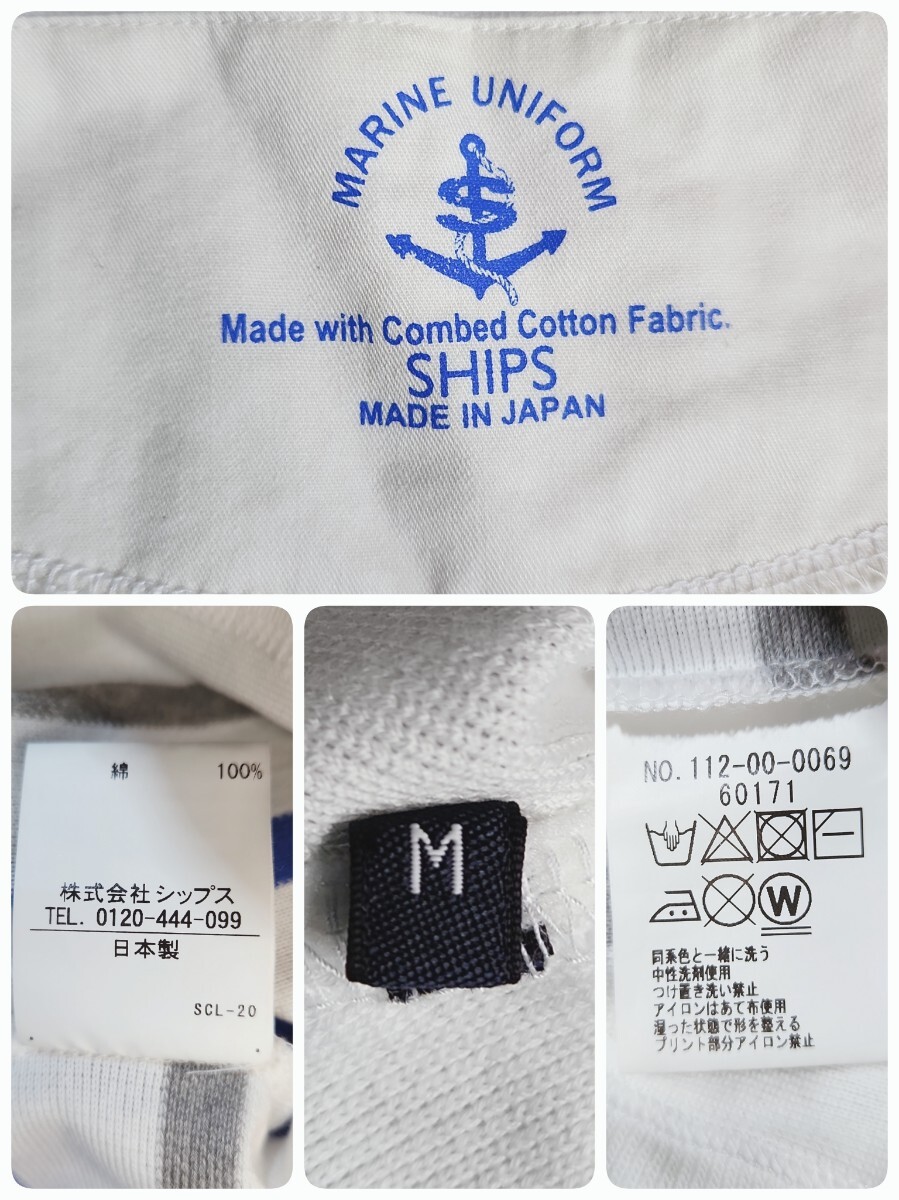 MARINE UNIFORM
S
Made with Combed Cotton Fabric.
SHIPS
MADE IN JAPAN
綿 100%
株式会社シップス
TEL. 0120-444-099
日本製
SCL-20
M
NO.112-00-0069
60171
W
同系色と一緒に洗う
中性洗剤使用
つけ置き洗い禁止
アイロンはあて布使用
湿った状態で形を整える
プリント部分アイロン禁止